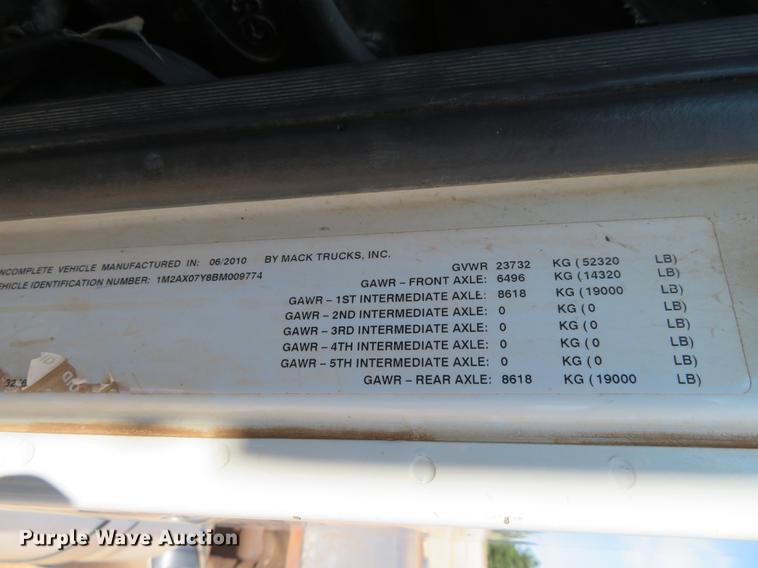 INCOMPLETE VEHICLE MANUFACTURED IN: 06/2010 BY MACK TRUCKS, INC.
VEHICLE IDENTIFICATION NUMBER: 1M2AX07Y8BM009774
GVWR 23732 KG ( 52320 LB)
GAWR – FRONT AXLE: 6496 KG ( 14320 LB)
GAWR – 1ST INTERMEDIATE AXLE: 8618 KG ( 19000 LB)
GAWR – 2ND INTERMEDIATE AXLE: 0 KG ( 0 LB)
GAWR – 3RD INTERMEDIATE AXLE: 0 KG ( 0 LB)
GAWR – 4TH INTERMEDIATE AXLE: 0 KG ( 0 LB)
GAWR – 5TH INTERMEDIATE AXLE: 0 KG ( 0 LB)
GAWR – REAR AXLE: 8618 KG ( 19000 LB)
Purple Wave Auction